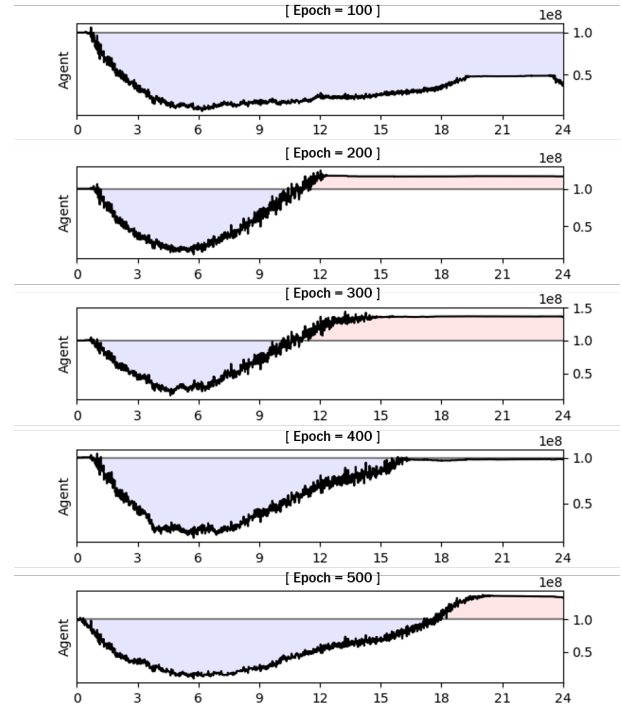 [ Epoch = 100 ]
1e8
Agent
1.0
0.5
0 3 6 9 12 15 18 21 24
[ Epoch = 200 ]
1e8
Agent
1.0
0.5
0 3 6 9 12 15 18 21 24
[ Epoch = 300 ]
1e8
Agent
1.5
1.0
0.5
0 3 6 9 12 15 18 21 24
[ Epoch = 400 ]
1e8
Agent
1.0
0.5
0 3 6 9 12 15 18 21 24
[ Epoch = 500 ]
1e8
Agent
1.0
0.5
0 3 6 9 12 15 18 21 24